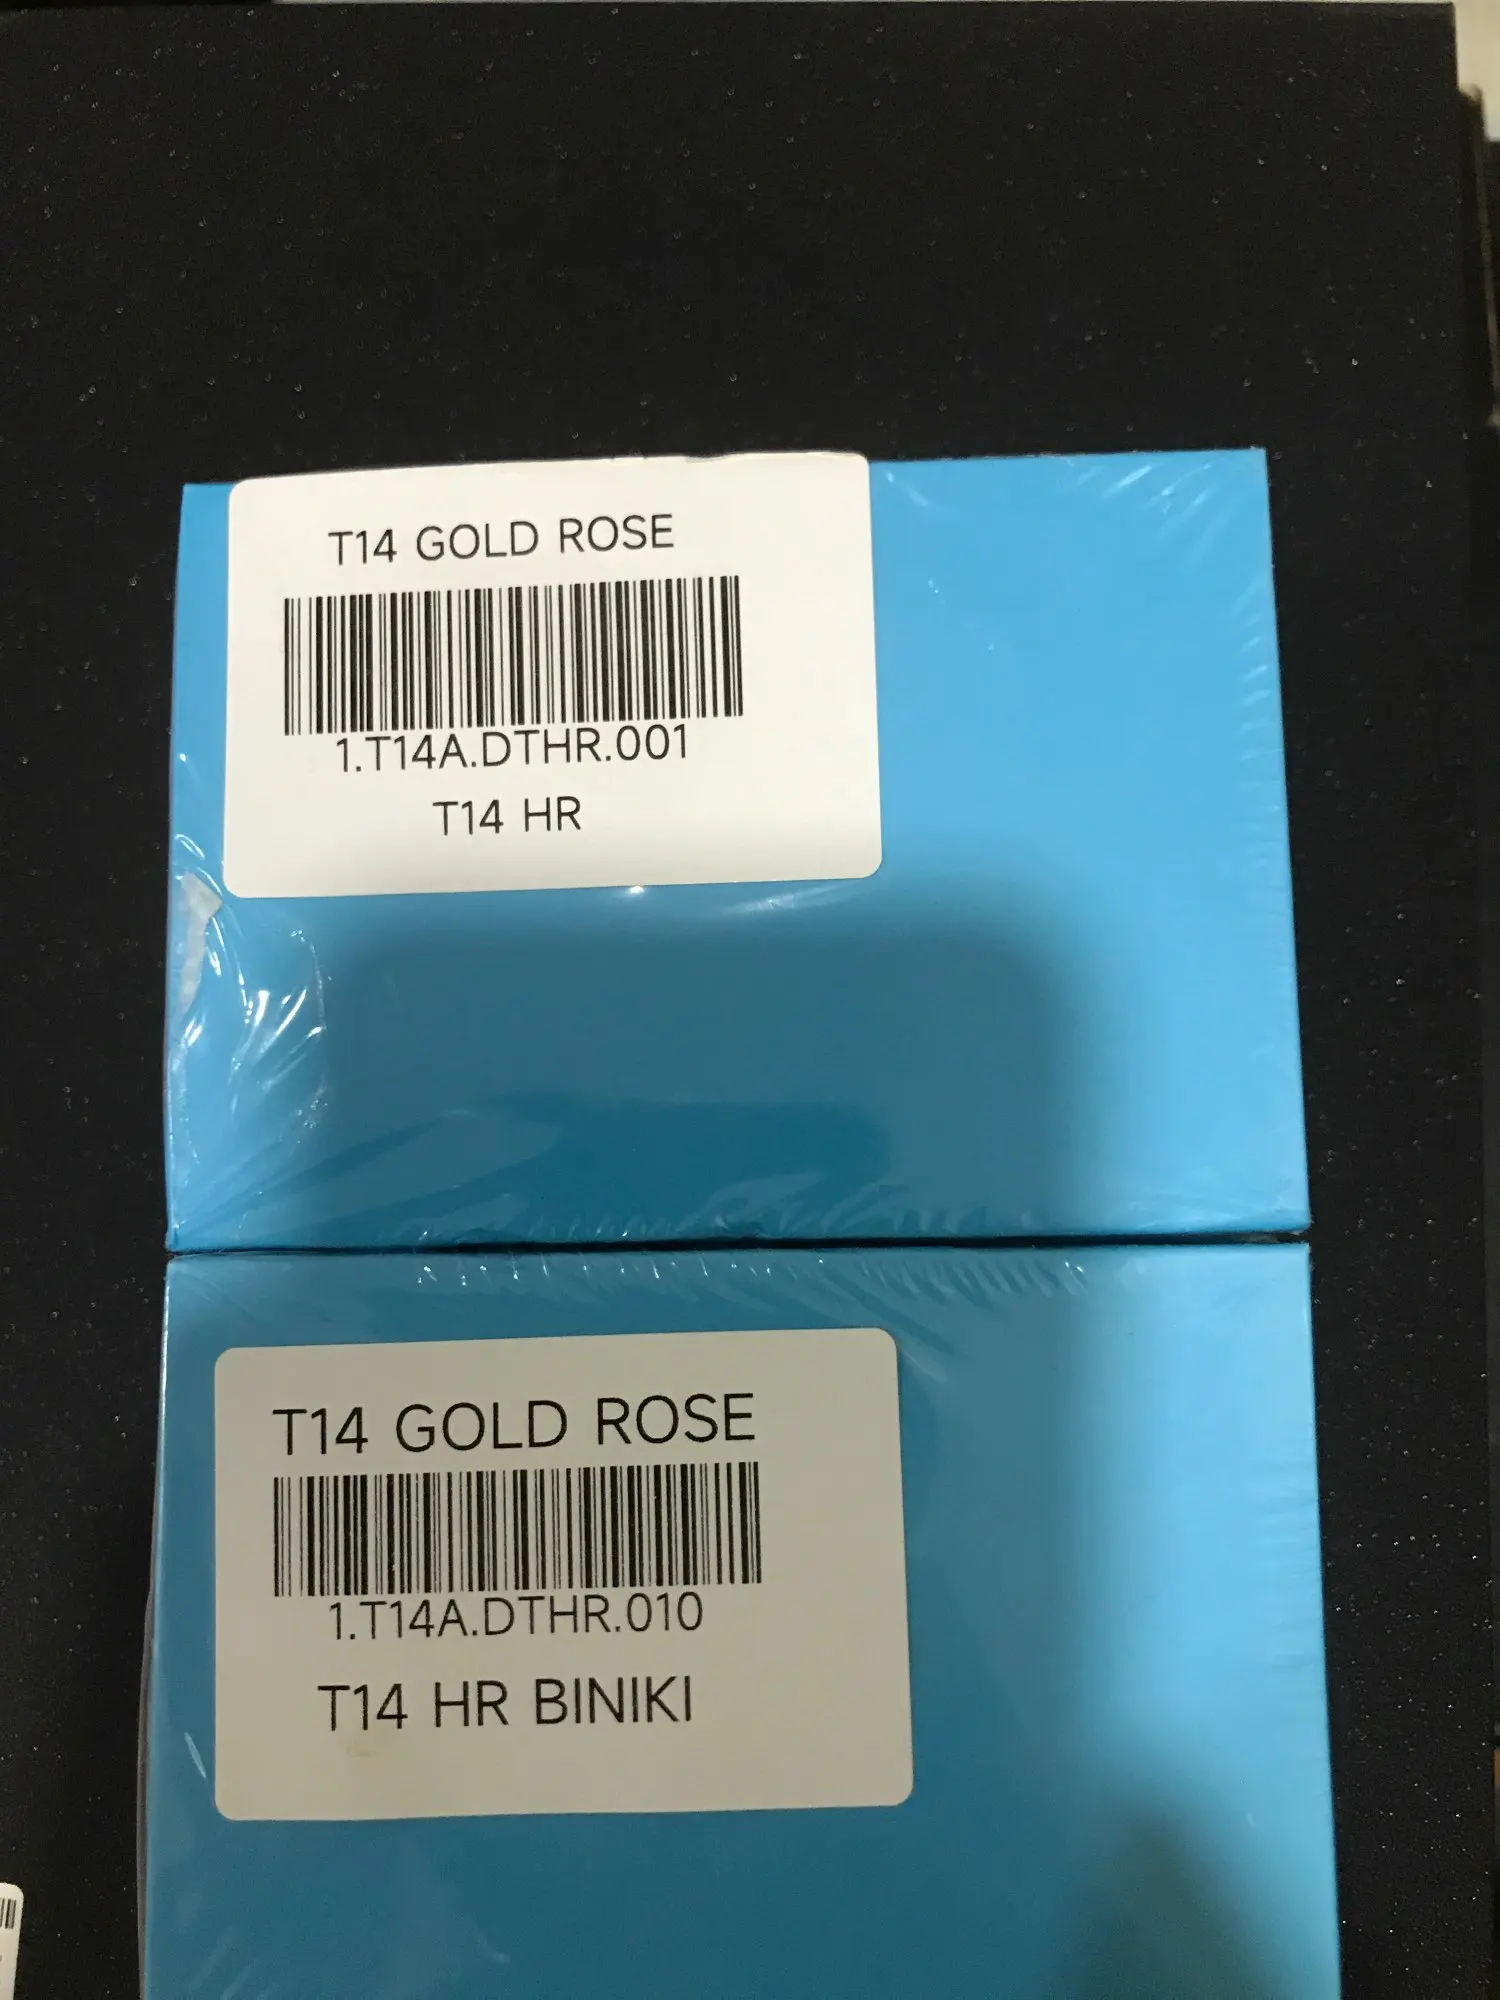 T14 GOLD ROSE
1.T14A.DTHR.001
T14 HR
T14 GOLD ROSE
1.T14A.DTHR.010
T14 HR BINIKI